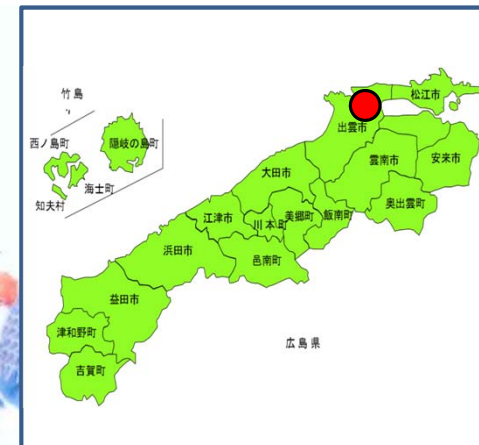 竹島
松江市
西ノ島町
隠岐の島町
出雲市
安来市
雲南市
大田市
海士町
知夫村
奥出雲町
飯南町
美郷町
江津市
川本町
浜田市
邑南町
益田市
津和野町
広島県
吉賀町